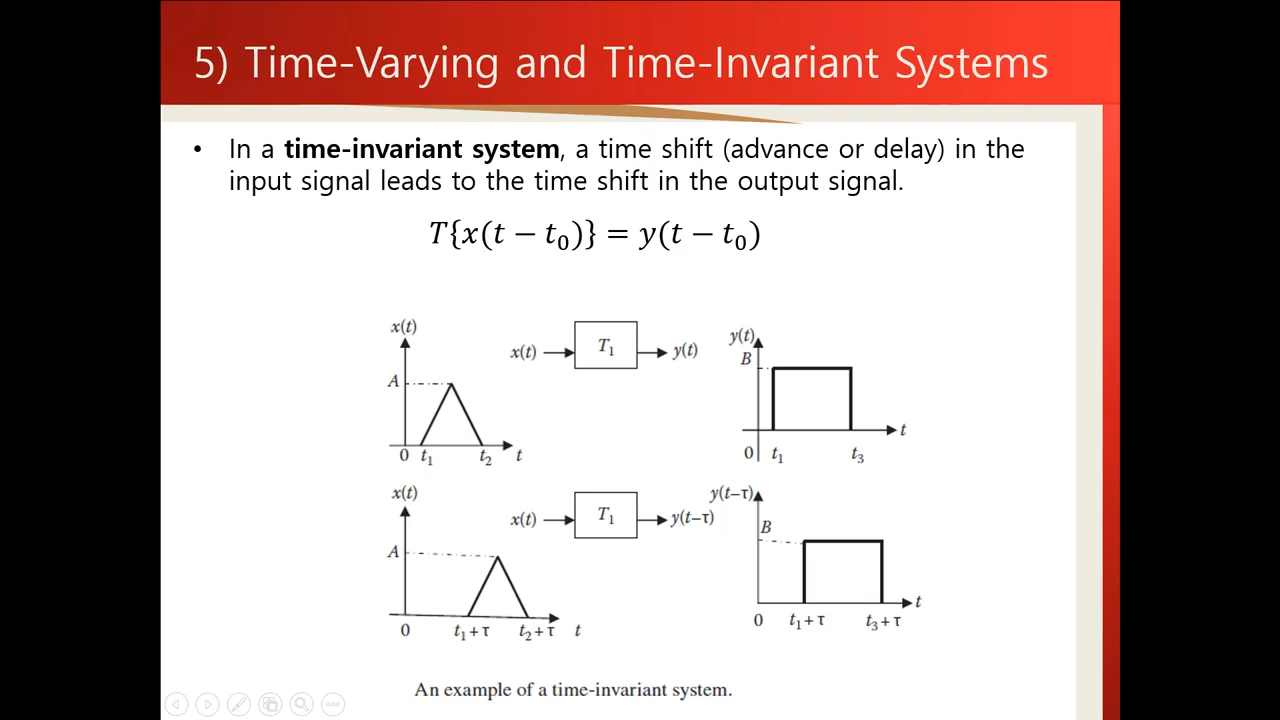 5) Time-Varying and Time-Invariant Systems
• In a time-invariant system, a time shift (advance or delay) in the
input signal leads to the time shift in the output signal.
T{x(t − t₀)} = y(t − t₀)
x(t)
A
0 t₁ t₂ t
x(t) T₁ y(t)
y(t)
B
0 t₁ t₃ t
x(t)
A
0 t₁+τ t₂+τ t
x(t) T₁ y(t−τ)
y(t−τ)
B
0 t₁+τ t₃+τ t
An example of a time-invariant system.